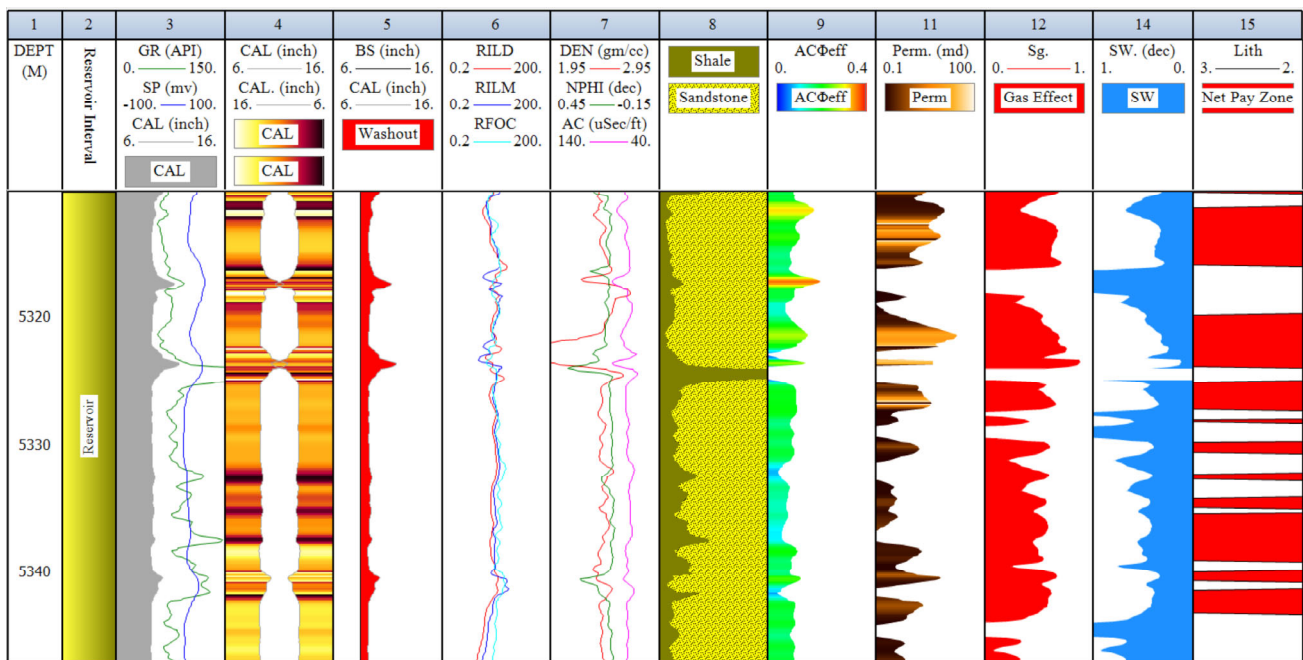 1 2 3 4 5 6 7 8 9 11 12 14 15
DEPT
(M)
Reservoir Interval
GR (API)
0. 150.
SP (mv)
-100. 100.
CAL (inch)
6. 16.
CAL
CAL (inch)
6. 16.
CAL. (inch)
16. 6.
CAL
CAL
BS (inch)
6. 16.
CAL (inch)
6. 16.
Washout
RILD
0.2 200.
RILM
0.2 200.
RFOC
0.2 200.
DEN (gm/cc)
1.95 2.95
NPHI (dec)
0.45 -0.15
AC (uSec/ft)
140. 40.
Shale
Sandstone
ACΦeff
0. 0.4
ACΦeff
Perm. (md)
0.1 100.
Perm
Sg.
0. 1.
Gas Effect
SW. (dec)
1. 0.
SW
Lith
3. 2.
Net Pay Zone
Reservoir
5320
5330
5340